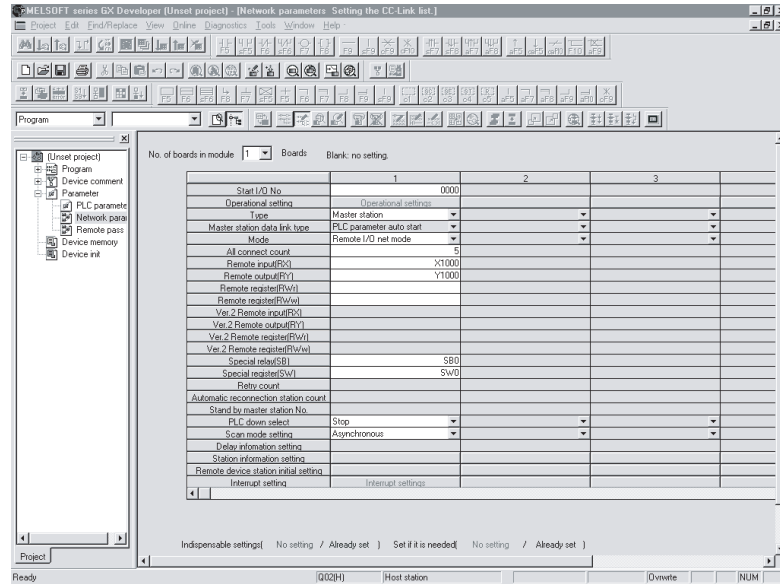 MELSOFT series GX Developer (Unset project) - [Network parameters Setting the CC-Link list.]
Project Edit Find/Replace View Online Diagnostics Tools Window Help
Program
(Unset project)
Program
Device comment
Parameter
PLC paramete
Network parar
Remote pass
Device memory
Device init
Project
No. of boards in module 1 Boards Blank: no setting.
1 2 3
Start I/O No 0000
Operational setting Operational settings
Type Master station
Master station data link type PLC parameter auto start
Mode Remote I/O net mode
All connect count 5
Remote input(RX) X1000
Remote output(RY) Y1000
Remote register(RWr)
Remote register(RWw)
Ver.2 Remote input(RX)
Ver.2 Remote output(RY)
Ver.2 Remote register(RWr)
Ver.2 Remote register(RWw)
Special relay(SB) SB0
Special register(SW) SW0
Retry count
Automatic reconnection station count
Stand by master station No.
PLC down select Stop
Scan mode setting Asynchronous
Delay infomation setting
Station information setting
Remote device station initial setting
Interrupt setting Interrupt settings
Indispensable settings( No setting / Already set ) Set if it is needed( No setting / Already set )
Ready Q02(H) Host station Ovrwrte NUM